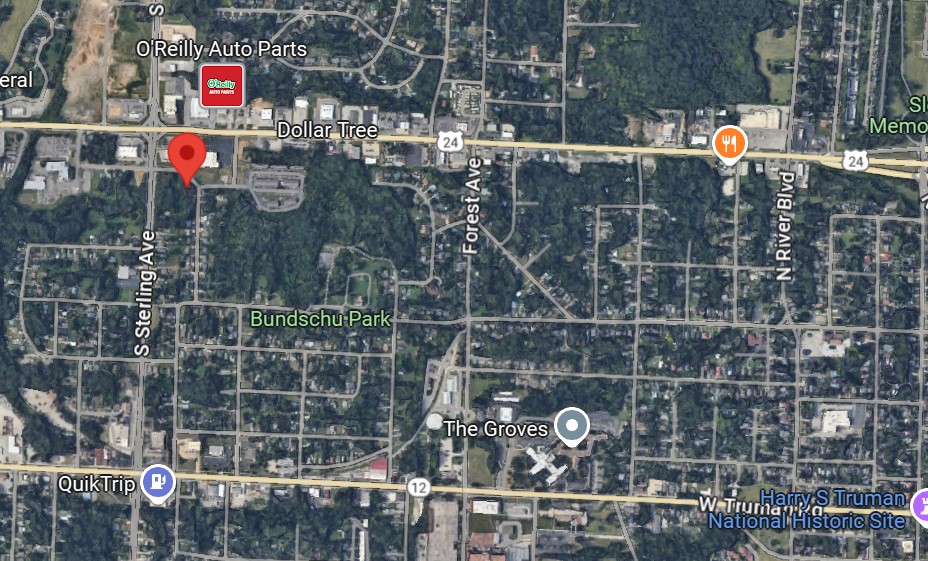 S
O'Reilly Auto Parts
eral
O'Reilly
AUTO PARTS
Sl
Memo
Dollar Tree
24
24
Forest Ave
N River Blvd
S Sterling Ave
Bundschu Park
The Groves
QuikTrip
12
W Truman Rd
Harry S Truman
National Historic Site